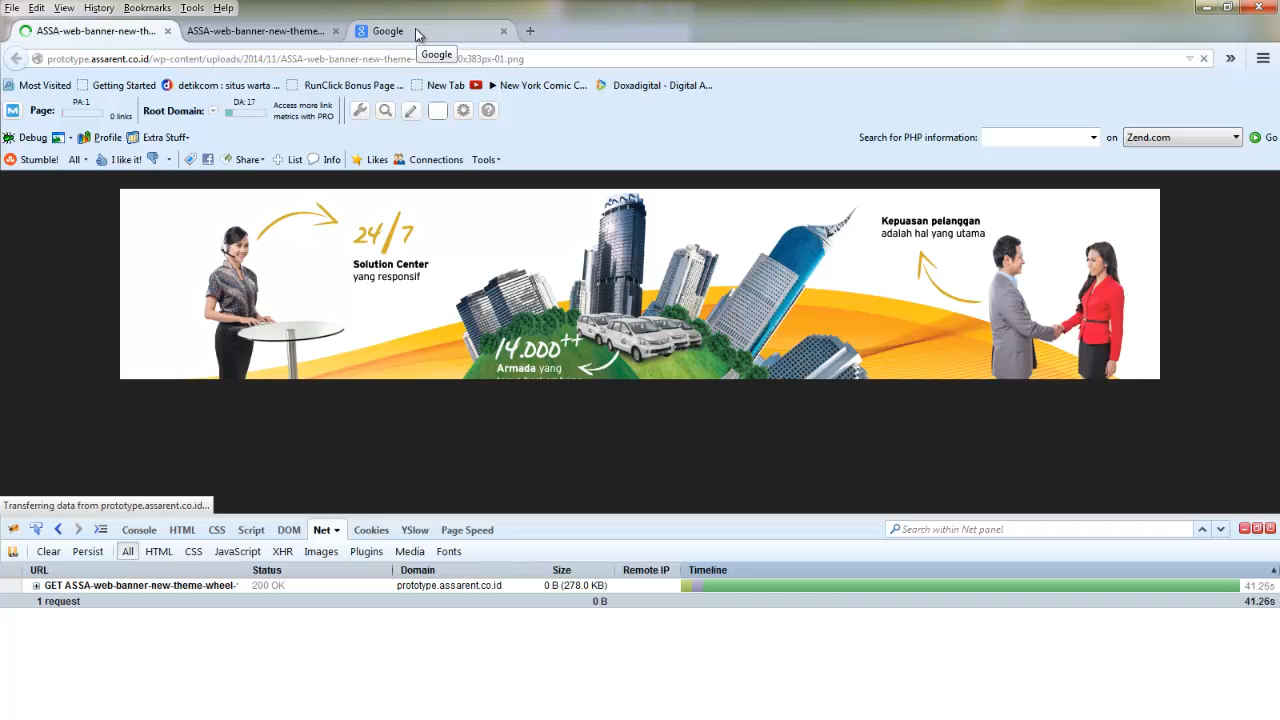 File Edit View History Bookmarks Tools Help
ASSA-web-banner-new-th... × ASSA-web-banner-new-theme... × Google × +
Google
prototype.assarent.co.id/wp-content/uploads/2014/11/ASSA-web-banner-new-theme- 0x383px-01.png
Most Visited Getting Started detikcom : situs warta ... RunClick Bonus Page ... New Tab ▶ New York Comic C... Doxadigital - Digital A...
Page: PA: 1 0 links Root Domain: DA: 17 Access more link metrics with PRO
Debug Profile Extra Stuff Search for PHP information: on Zend.com Go
Stumble! All I like it! Share List Info Likes Connections Tools
24/7
Solution Center
yang responsif
Kepuasan pelanggan
adalah hal yang utama
14.000++
Armada yang
Transferring data from prototype.assarent.co.id...
Console HTML CSS Script DOM Net Cookies YSlow Page Speed Search within Net panel
Clear Persist All HTML CSS JavaScript XHR Images Plugins Media Fonts
URL Status Domain Size Remote IP Timeline
GET ASSA-web-banner-new-theme-wheel- 200 OK prototype.assarent.co.id 0 B (278.0 KB) 41.26s
1 request 0 B 41.26s